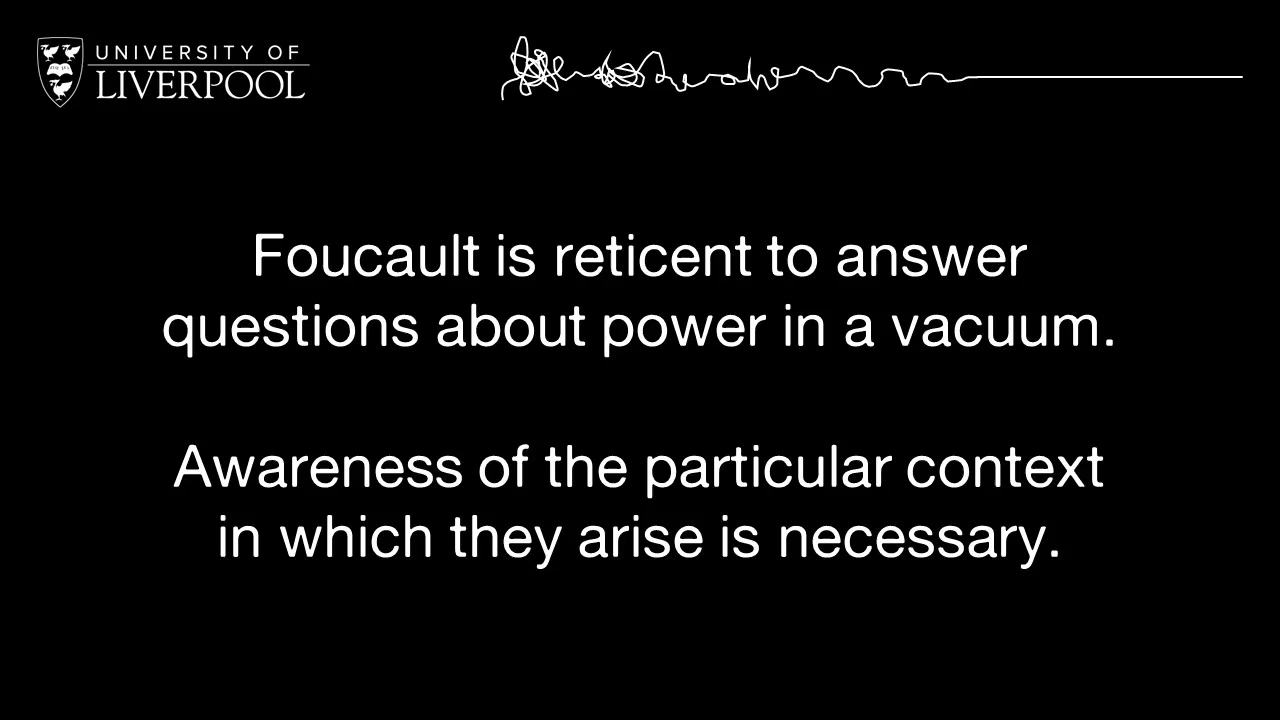 UNIVERSITY OF
LIVERPOOL
Foucault is reticent to answer
questions about power in a vacuum.
Awareness of the particular context
in which they arise is necessary.